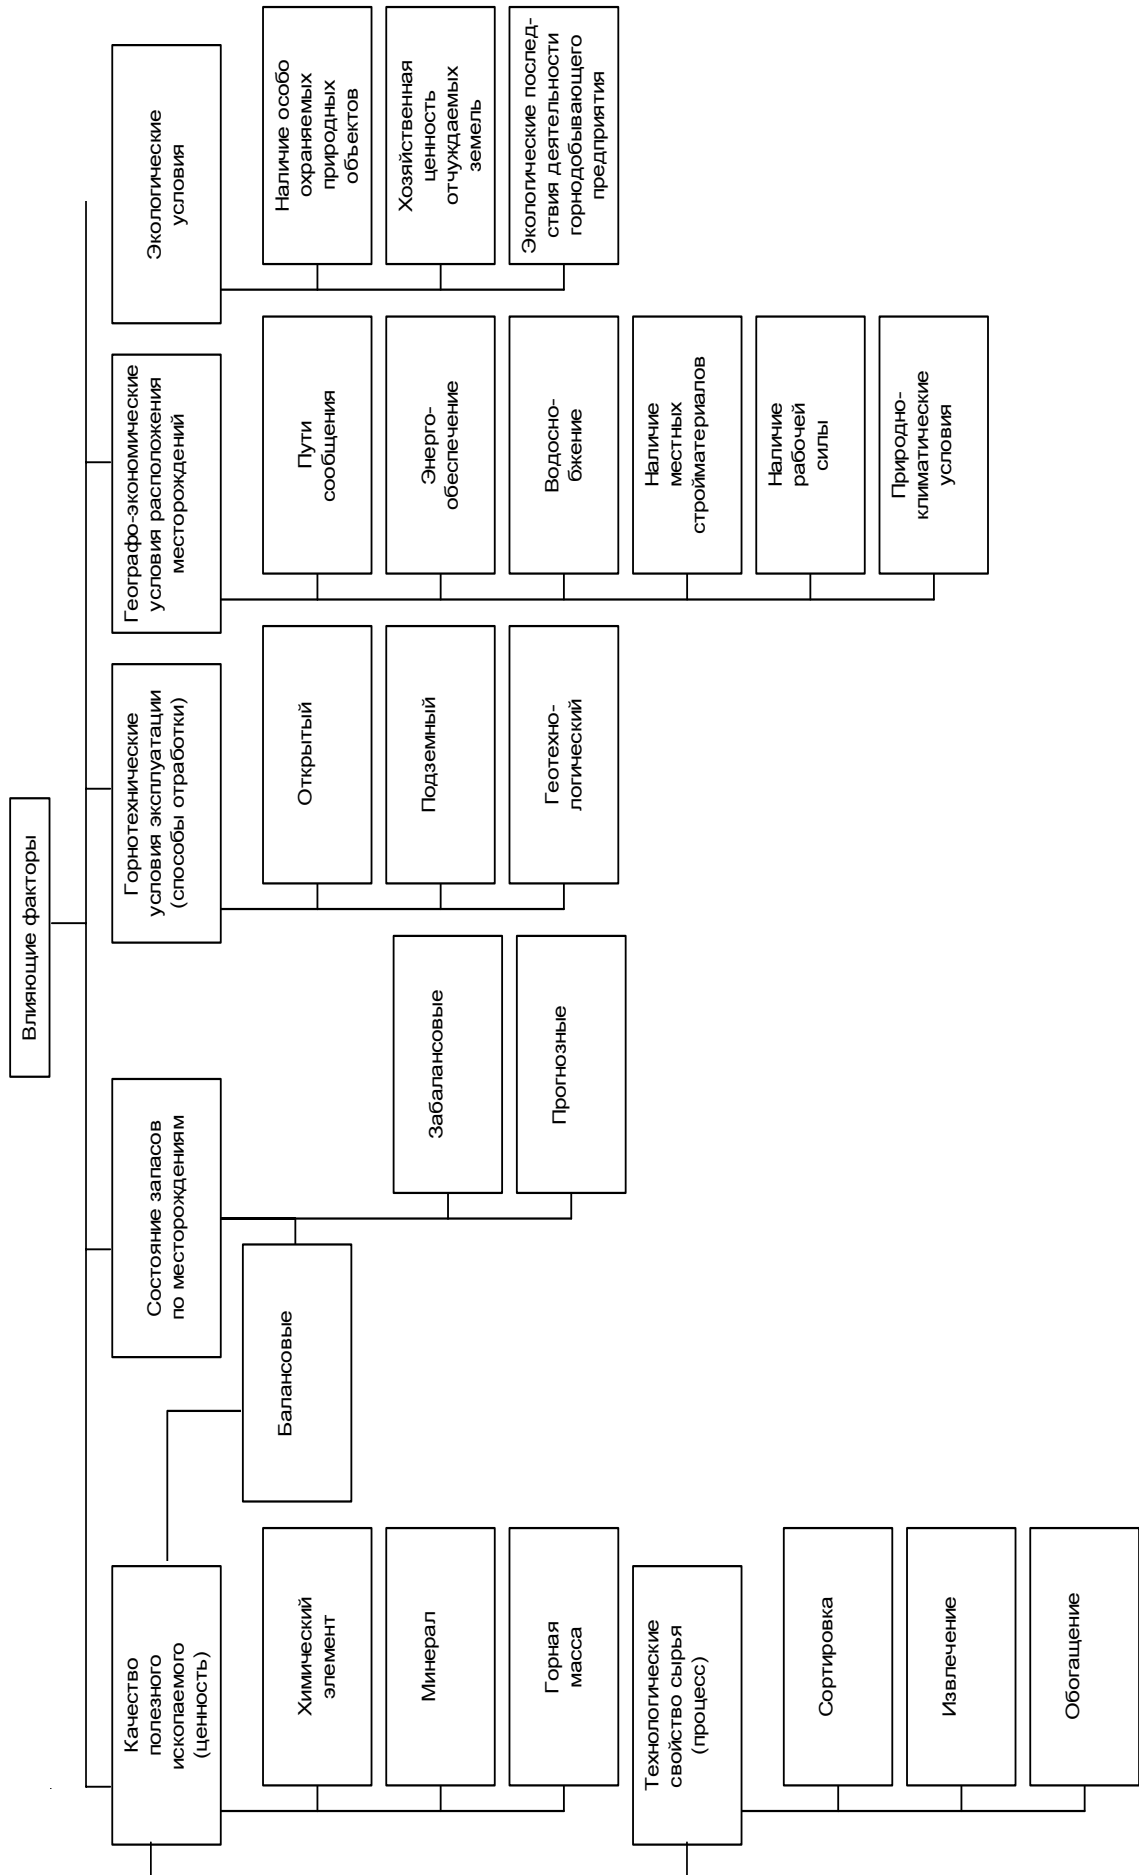 Влияющие факторы
Качество
полезного
ископаемого
(ценность)
Химический
элемент
Минерал
Горная
масса
Технологические
свойство сырья
(процесс)
Сортировка
Извлечение
Обогащение
Состояние запасов
по месторождениям
Балансовые
Забалансовые
Прогнозные
Горнотехнические
условия эксплуатации
(способы отработки)
Открытый
Подземный
Геотехно-
логический
Географо-экономические
условия расположения
месторождений
Пути
сообщения
Энерго-
обеспечение
Водосно-
бжение
Наличие
местных
стройматериалов
Наличие
рабочей
силы
Природно-
климатические
условия
Экологические
условия
Наличие особо
охраняемых
природных
объектов
Хозяйственная
ценность
отчуждаемых
земель
Экологические послед-
ствия деятельности
горнодобывающего
предприятия